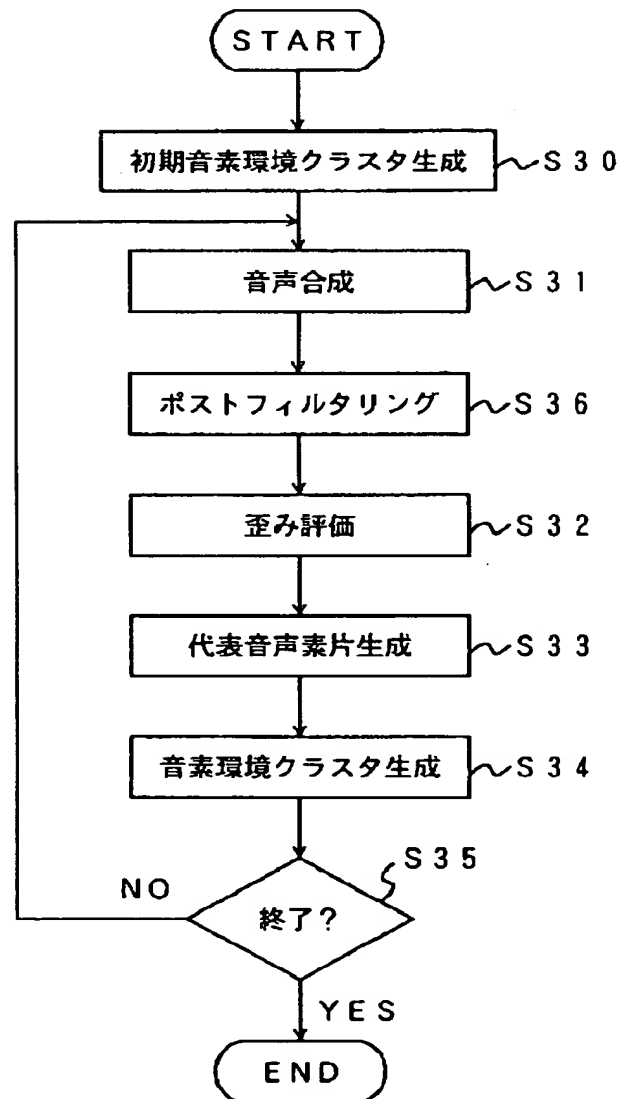 START
初期音素環境クラスタ生成 S30
音声合成 S31
ポストフィルタリング S36
歪み評価 S32
代表音声素片生成 S33
音素環境クラスタ生成 S34
S35
NO
終了?
YES
END